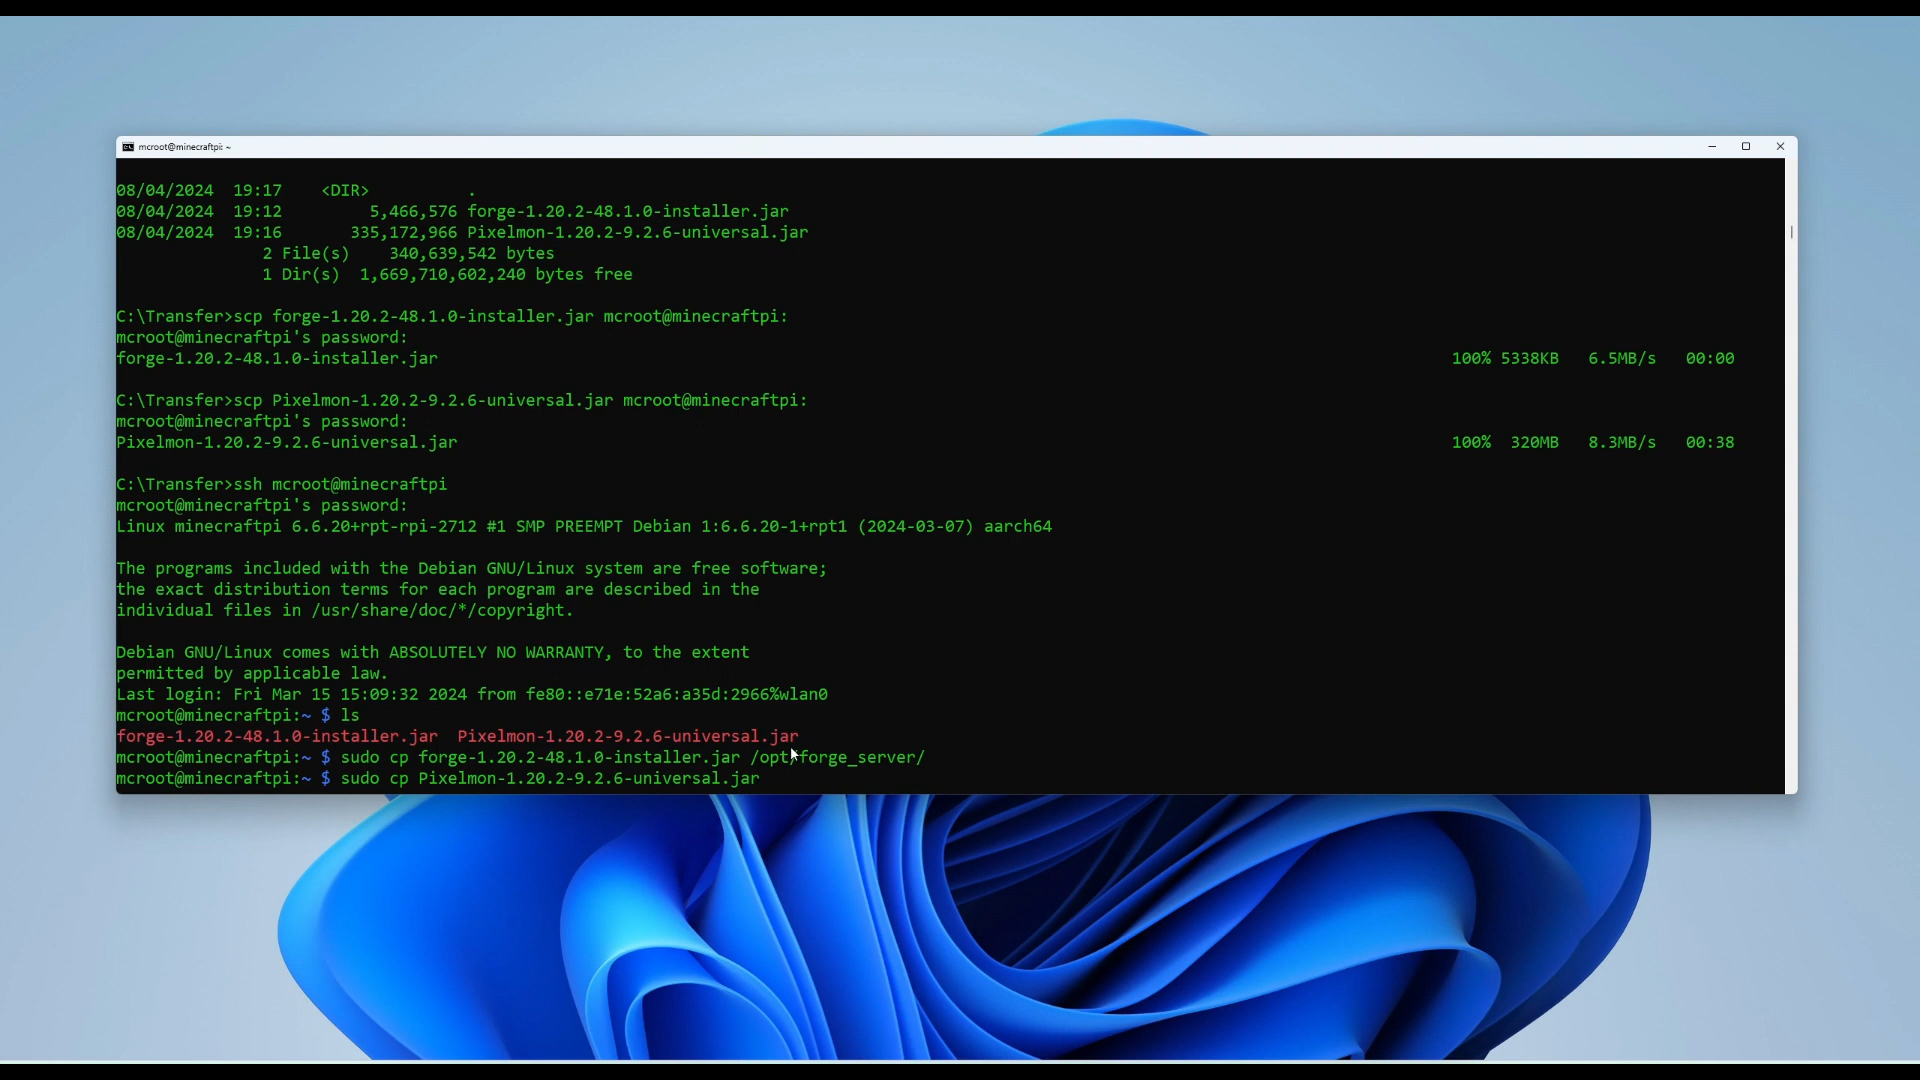 mcroot@minecraftpi: ~
08/04/2024  19:17    <DIR>          .
08/04/2024  19:12         5,466,576 forge-1.20.2-48.1.0-installer.jar
08/04/2024  19:16       335,172,966 Pixelmon-1.20.2-9.2.6-universal.jar
               2 File(s)    340,639,542 bytes
               1 Dir(s)  1,669,710,602,240 bytes free
C:\Transfer>scp forge-1.20.2-48.1.0-installer.jar mcroot@minecraftpi:
mcroot@minecraftpi's password:
forge-1.20.2-48.1.0-installer.jar 100% 5338KB   6.5MB/s   00:00
C:\Transfer>scp Pixelmon-1.20.2-9.2.6-universal.jar mcroot@minecraftpi:
mcroot@minecraftpi's password:
Pixelmon-1.20.2-9.2.6-universal.jar 100%  320MB   8.3MB/s   00:38
C:\Transfer>ssh mcroot@minecraftpi
mcroot@minecraftpi's password:
Linux minecraftpi 6.6.20+rpt-rpi-2712 #1 SMP PREEMPT Debian 1:6.6.20-1+rpt1 (2024-03-07) aarch64
The programs included with the Debian GNU/Linux system are free software;
the exact distribution terms for each program are described in the
individual files in /usr/share/doc/*/copyright.
Debian GNU/Linux comes with ABSOLUTELY NO WARRANTY, to the extent
permitted by applicable law.
Last login: Fri Mar 15 15:09:32 2024 from fe80::e71e:52a6:a35d:2966%wlan0
mcroot@minecraftpi:~ $ ls
forge-1.20.2-48.1.0-installer.jar  Pixelmon-1.20.2-9.2.6-universal.jar
mcroot@minecraftpi:~ $ sudo cp forge-1.20.2-48.1.0-installer.jar /opt/forge_server/
mcroot@minecraftpi:~ $ sudo cp Pixelmon-1.20.2-9.2.6-universal.jar